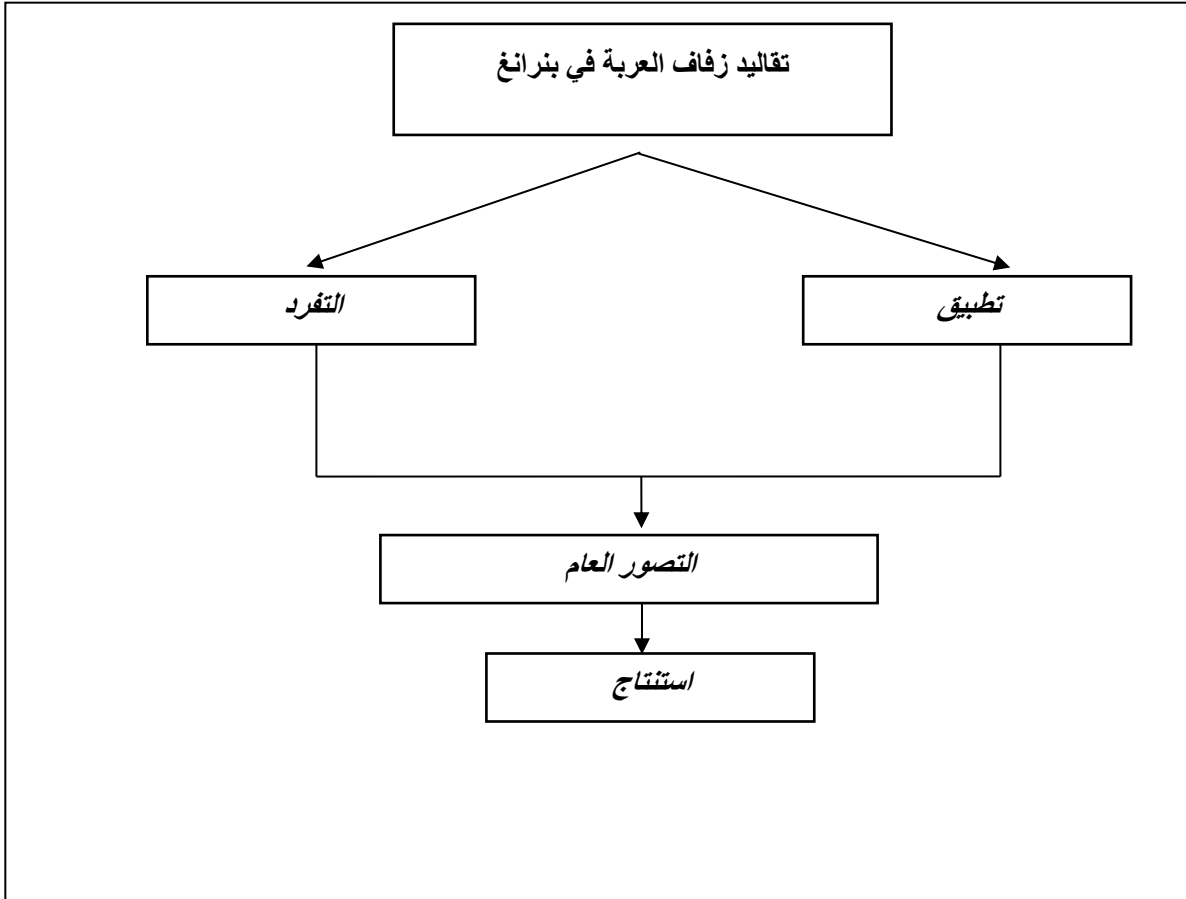 تقاليد زفاف العربة في بنرانغ
تطبيق
التفرد
التصور العام
استنتاج